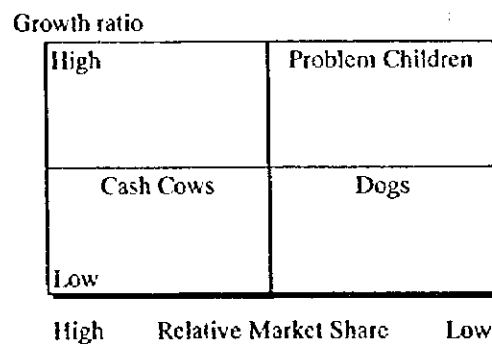 Growth ratio
High Problem Children
Cash Cows Dogs
Low
High Relative Market Share Low